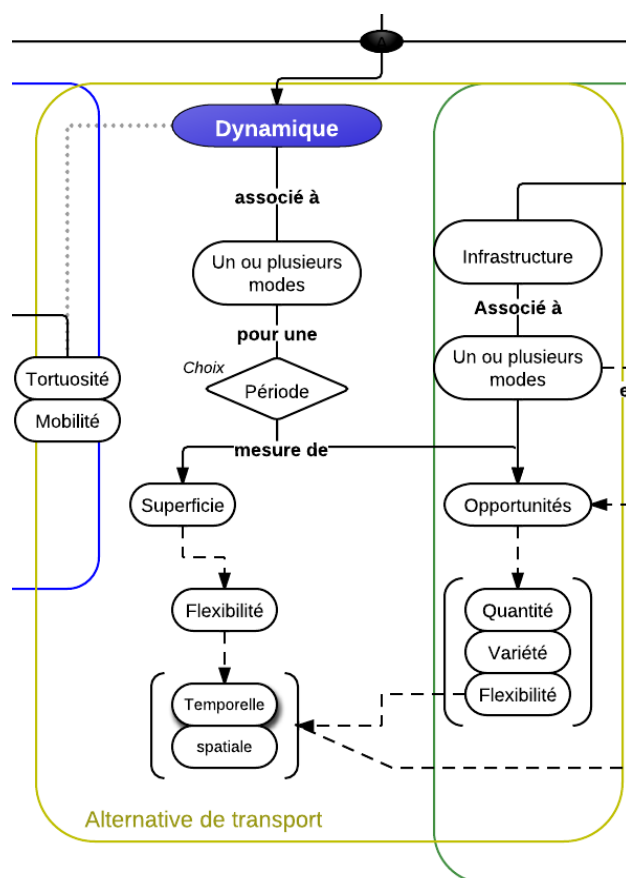 Dynamique
associé à
Un ou plusieurs
modes
pour une
Choix
Période
mesure de
Superficie
Flexibilité
Temporelle
spatiale
Tortuosité
Mobilité
Infrastructure
Associé à
Un ou plusieurs
modes
e
Opportunités
Quantité
Variété
Flexibilité
Alternative de transport